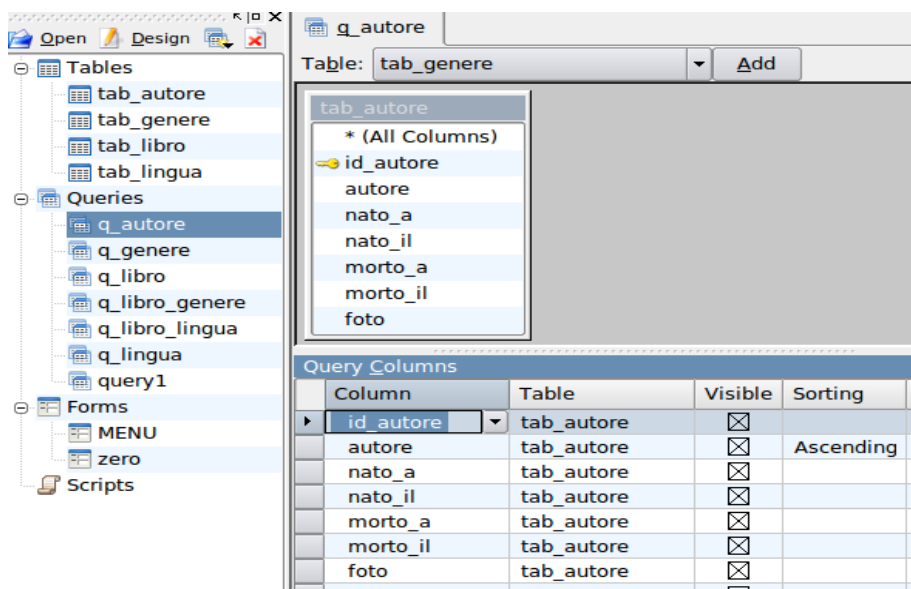 Open Design
Tables
tab_autore
tab_genere
tab_libro
tab_lingua
Queries
q_autore
q_genere
q_libro
q_libro_genere
q_libro_lingua
q_lingua
query1
Forms
MENU
zero
Scripts
q_autore
Table: tab_genere Add
tab_autore
* (All Columns)
id_autore
autore
nato_a
nato_il
morto_a
morto_il
foto
Query Columns
Column Table Visible Sorting
id_autore tab_autore
autore tab_autore Ascending
nato_a tab_autore
nato_il tab_autore
morto_a tab_autore
morto_il tab_autore
foto tab_autore